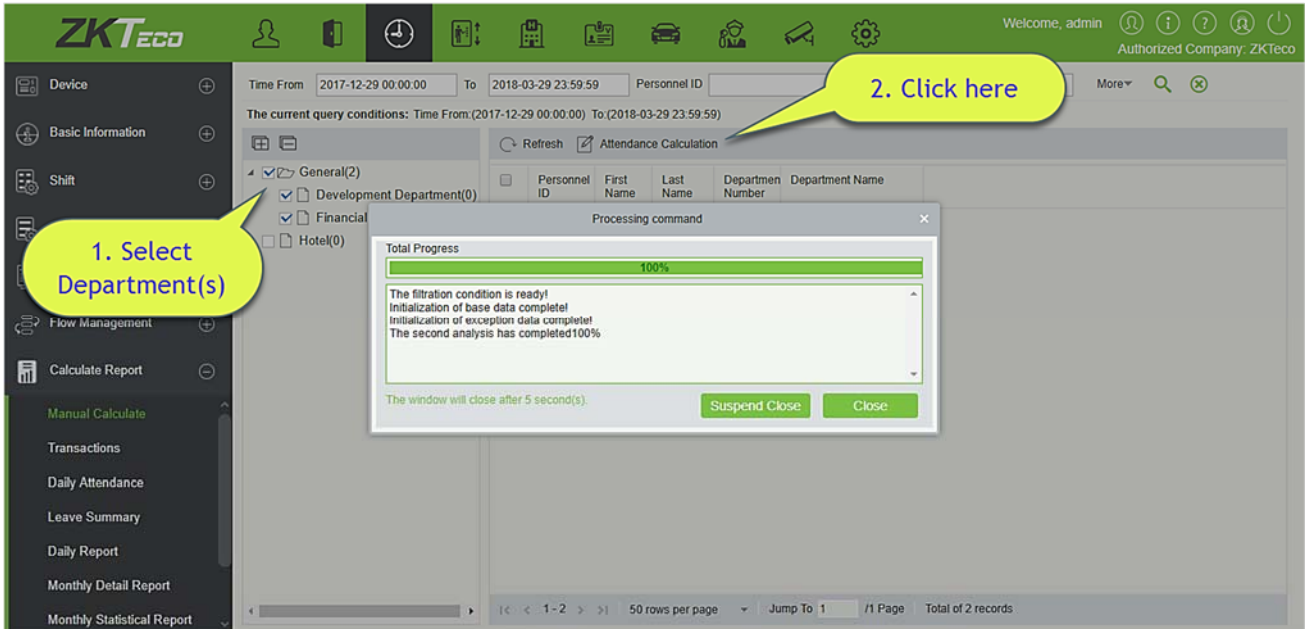 ZKTeco
Welcome, admin
Authorized Company: ZKTeco
Device
Basic Information
Shift
Flow Management
Calculate Report
Manual Calculate
Transactions
Daily Attendance
Leave Summary
Daily Report
Monthly Detail Report
Monthly Statistical Report
Time From 2017-12-29 00:00:00 To 2018-03-29 23:59:59 Personnel ID More
The current query conditions: Time From:(2017-12-29 00:00:00) To:(2018-03-29 23:59:59)
2. Click here
Refresh Attendance Calculation
General(2)
Development Department(0)
Financial
Hotel(0)
1. Select
Department(s)
Personnel ID First Name Last Name Departmen Number Department Name
Processing command
Total Progress
100%
The filtration condition is ready!
Initialization of base data complete!
Initialization of exception data complete!
The second analysis has completed100%
The window will close after 5 second(s).
Suspend Close Close
1-2 50 rows per page Jump To 1 /1 Page Total of 2 records